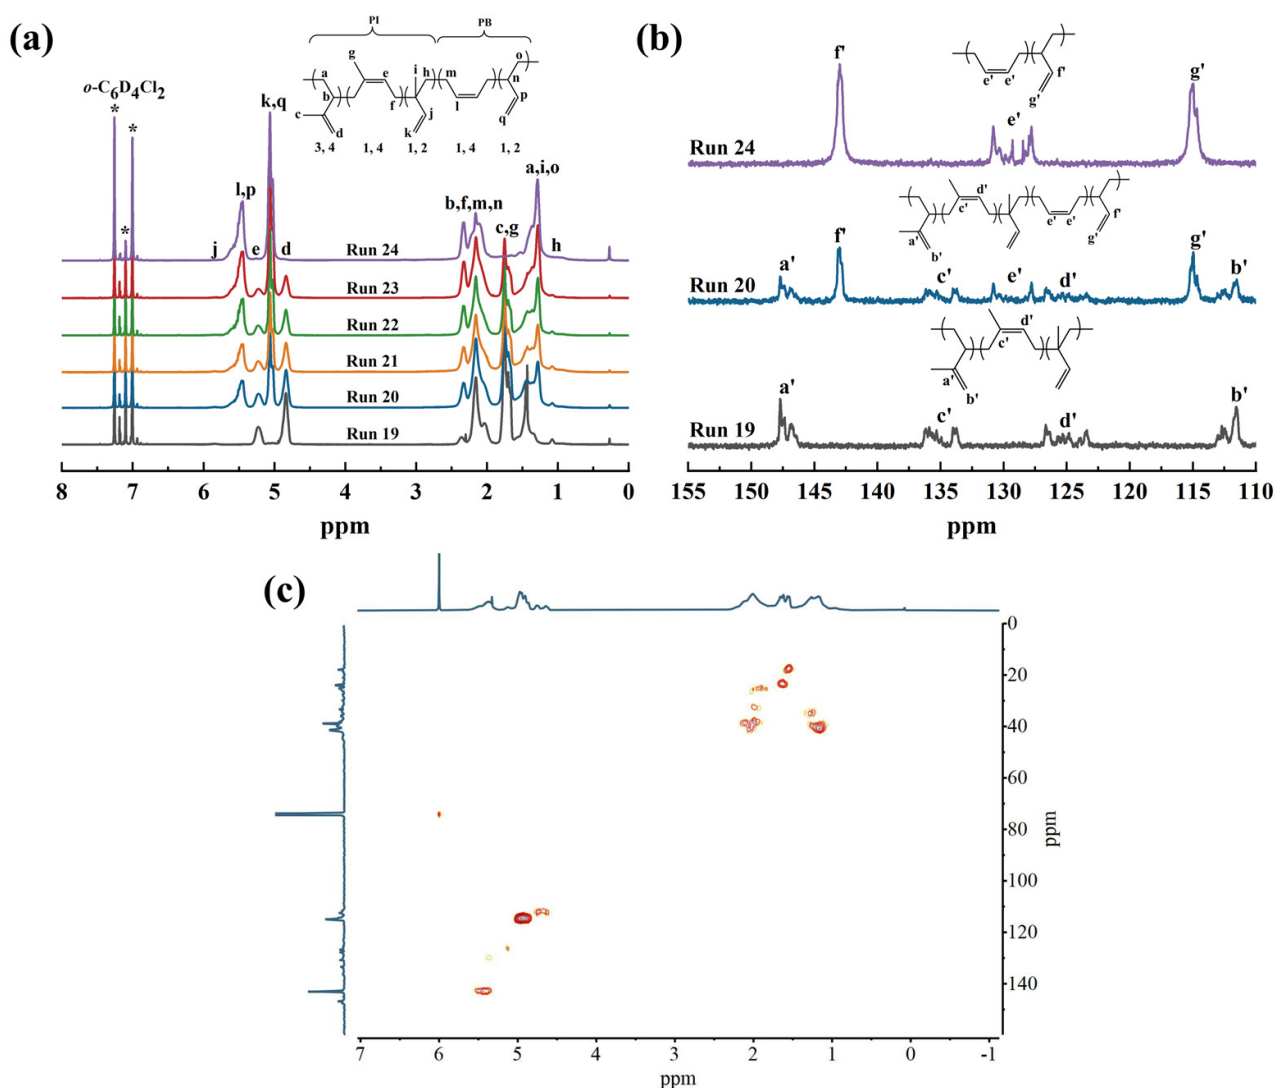 (a)
PI PB
g e i h m o
a n
b f j l p
c d k q
3, 4 1, 4 1, 2 1, 4 1, 2
o-C6D4Cl2
* * *
k,q
l,p
j e d
b,f,m,n
c,g
a,i,o
h
Run 24
Run 23
Run 22
Run 21
Run 20
Run 19
8 7 6 5 4 3 2 1 0
ppm
(b)
e' e' f'
g'
f' e' g'
Run 24
d'
c' e' e' f'
a' b' g'
a' f' c' e' d' g' b'
Run 20
d'
c'
a' b'
a' c' d' b'
Run 19
155 150 145 140 135 130 125 120 115 110
ppm
(c)
0
20
40
60
80
100
120
140
ppm
7 6 5 4 3 2 1 0 -1
ppm